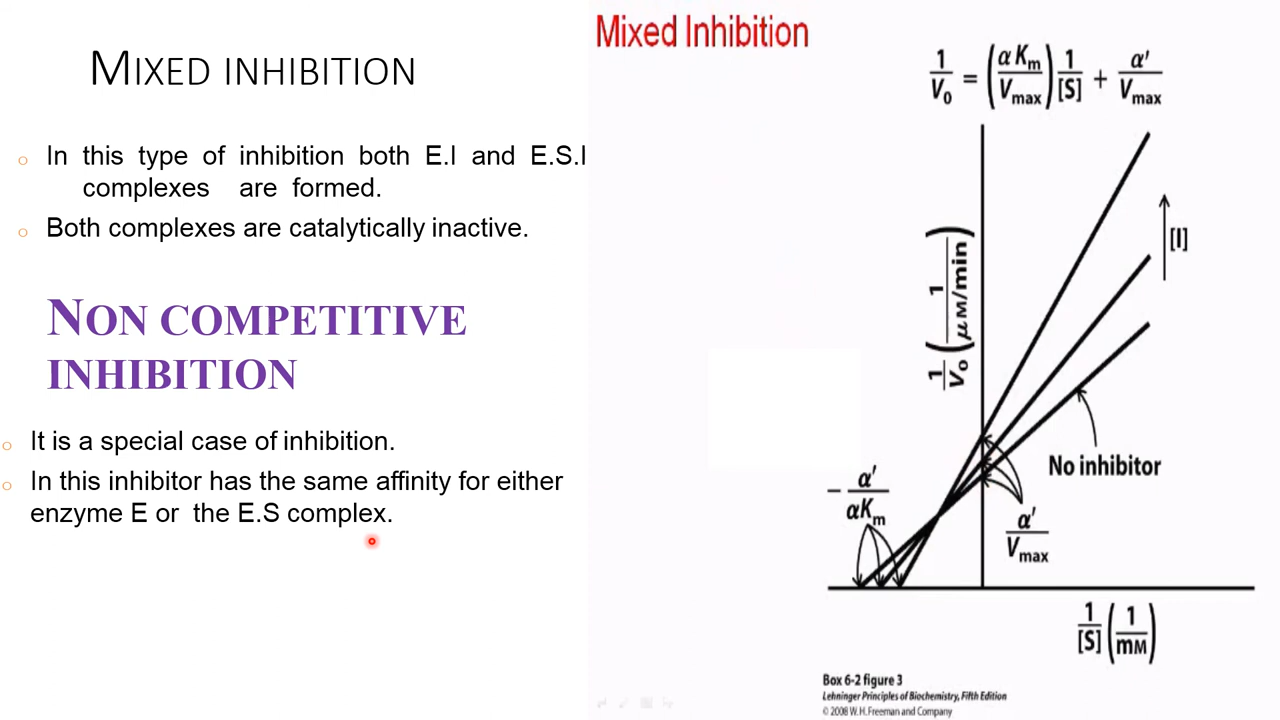 MIXED INHIBITION
o In this type of inhibition both E.I and E.S.I
complexes are formed.
o Both complexes are catalytically inactive.
NON COMPETITIVE
INHIBITION
o It is a special case of inhibition.
o In this inhibitor has the same affinity for either
enzyme E or the E.S complex.
Mixed Inhibition
1/V₀ = (α Kₘ/Vmax) 1/[S] + α′/Vmax
[I]
1/V₀ (1/μM/min)
No inhibitor
− α′/αKₘ
α′/Vmax
1/[S] (1/mM)
Box 6-2 figure 3
Lehninger Principles of Biochemistry, Fifth Edition
© 2008 W. H. Freeman and Company